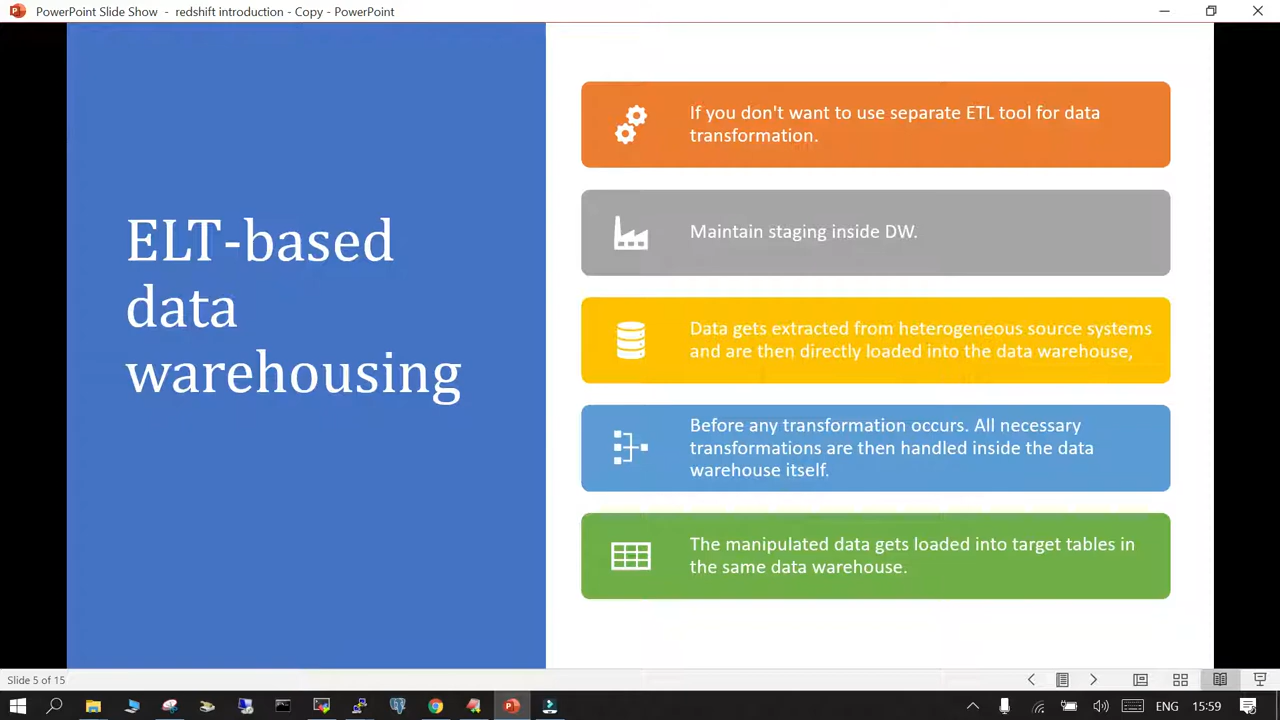 PowerPoint Slide Show - redshift introduction - Copy - PowerPoint
ELT-based
data
warehousing
If you don't want to use separate ETL tool for data
transformation.
Maintain staging inside DW.
Data gets extracted from heterogeneous source systems
and are then directly loaded into the data warehouse,
Before any transformation occurs. All necessary
transformations are then handled inside the data
warehouse itself.
The manipulated data gets loaded into target tables in
the same data warehouse.
Slide 5 of 15
ENG 15:59